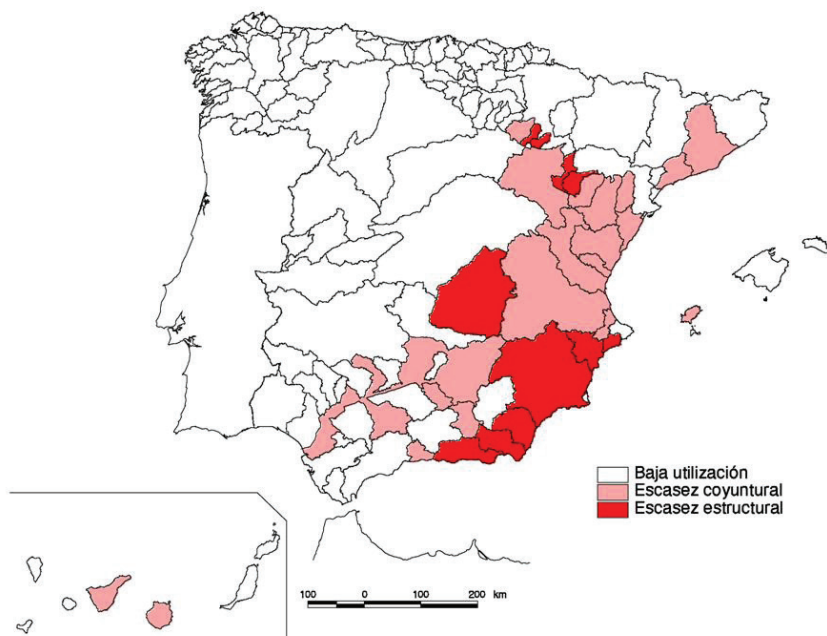 Baja utilización
Escasez coyuntural
Escasez estructural
100 0 100 200 km